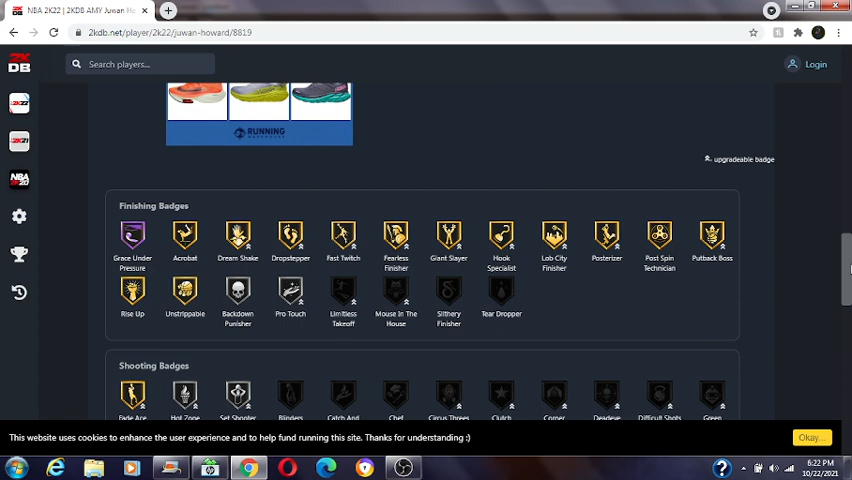 NBA 2K22 | 2KDB AMY Juwan Ho
2kdb.net/player/2k22/juwan-howard/8819
2K
DB
Search players...
Login
2K22
2K21
NBA
2K20
RUNNING
WAREHOUSE
upgradeable badge
Finishing Badges
Grace Under Pressure
Acrobat
Dream Shake
Dropstepper
Fast Twitch
Fearless Finisher
Giant Slayer
Hook Specialist
Lob City Finisher
Posterizer
Post Spin Technician
Putback Boss
Rise Up
Unstrippable
Backdown Punisher
Pro Touch
Limitless Takeoff
Mouse In The House
Slithery Finisher
Tear Dropper
Shooting Badges
Fade Ace
Hot Zone
Set Shooter
Blinders
Catch And
Chef
Circus Threes
Clutch
Corner
Deadeye
Difficult Shots
Green
This website uses cookies to enhance the user experience and to help fund running this site. Thanks for understanding :)
Okay...
6:22 PM
10/22/2021